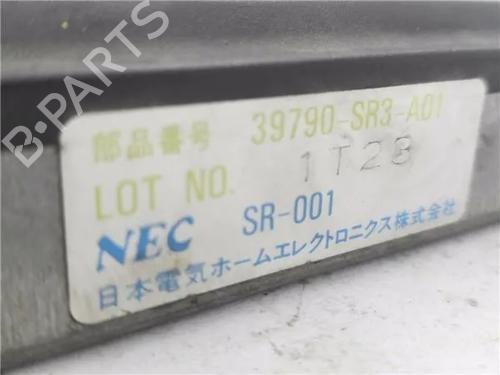 部品番号 39790-SR3-A01
LOT NO. 1T23
NEC SR-001
日本電気ホームエレクトロニクス株式会社
B-Parts